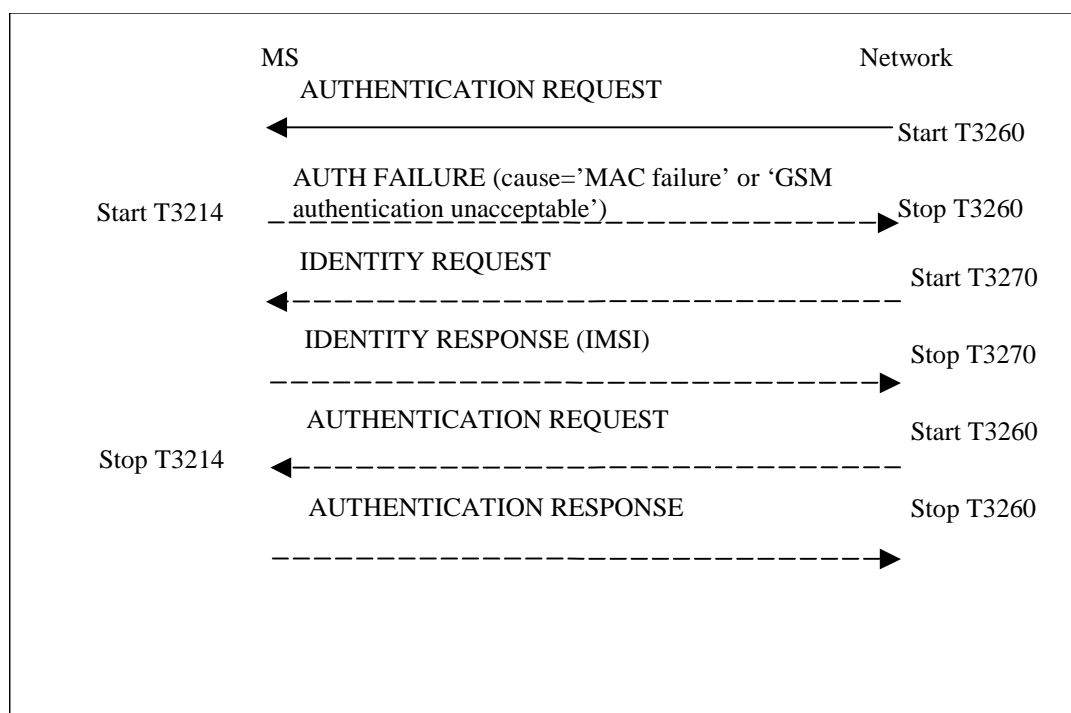 MS Network
AUTHENTICATION REQUEST
Start T3260
AUTH FAILURE (cause=’MAC failure’ or ‘GSM
authentication unacceptable’)
Start T3214
Stop T3260
IDENTITY REQUEST
Start T3270
IDENTITY RESPONSE (IMSI)
Stop T3270
AUTHENTICATION REQUEST
Start T3260
Stop T3214
AUTHENTICATION RESPONSE
Stop T3260